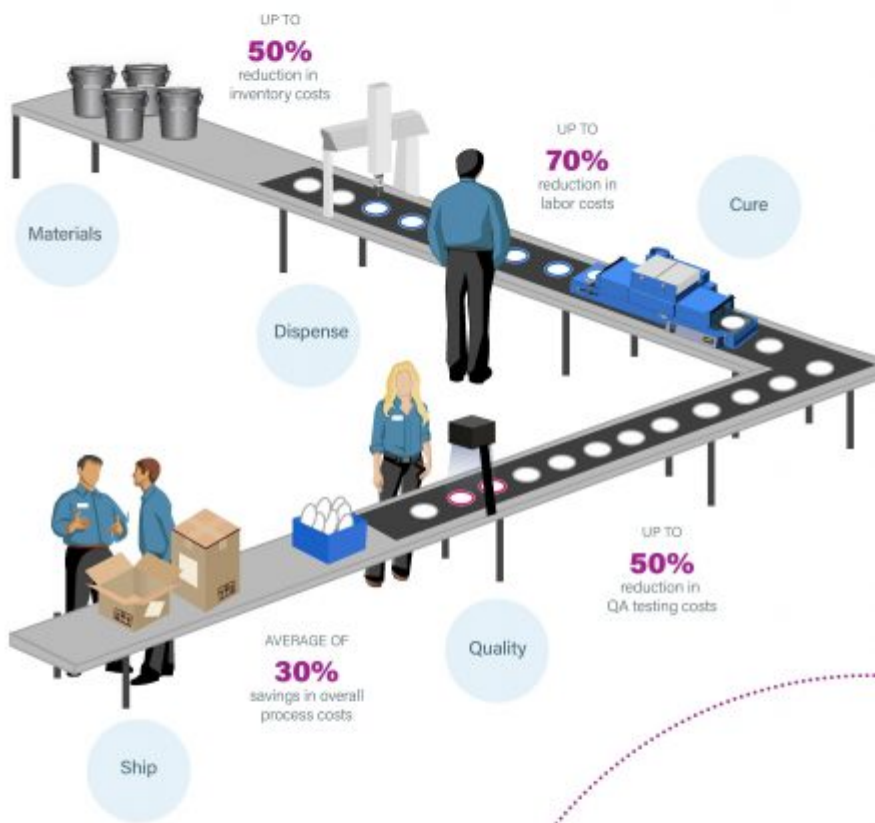 UP TO
50%
reduction in
inventory costs
UP TO
70%
reduction in
labor costs
Cure
Materials
Dispense
UP TO
50%
reduction in
QA testing costs
Quality
AVERAGE OF
30%
savings in overall
process costs
Ship